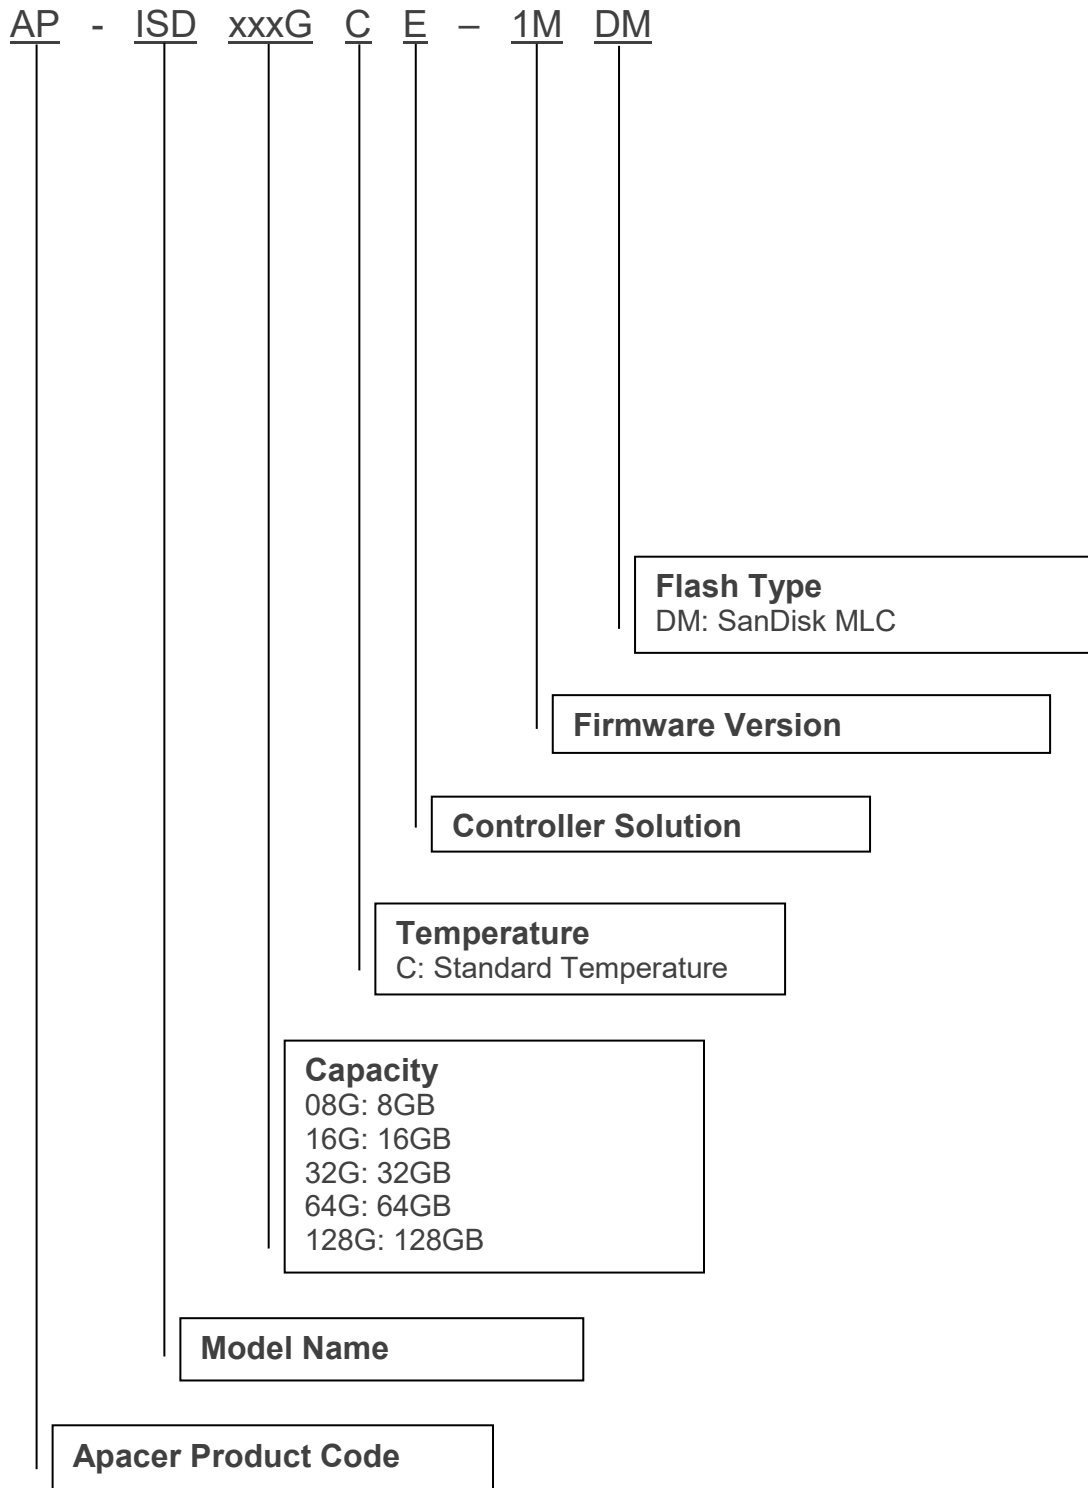 AP - ISD xxxG C E – 1M DM
Flash Type
DM: SanDisk MLC
Firmware Version
Controller Solution
Temperature
C: Standard Temperature
Capacity
08G: 8GB
16G: 16GB
32G: 32GB
64G: 64GB
128G: 128GB
Model Name
Apacer Product Code